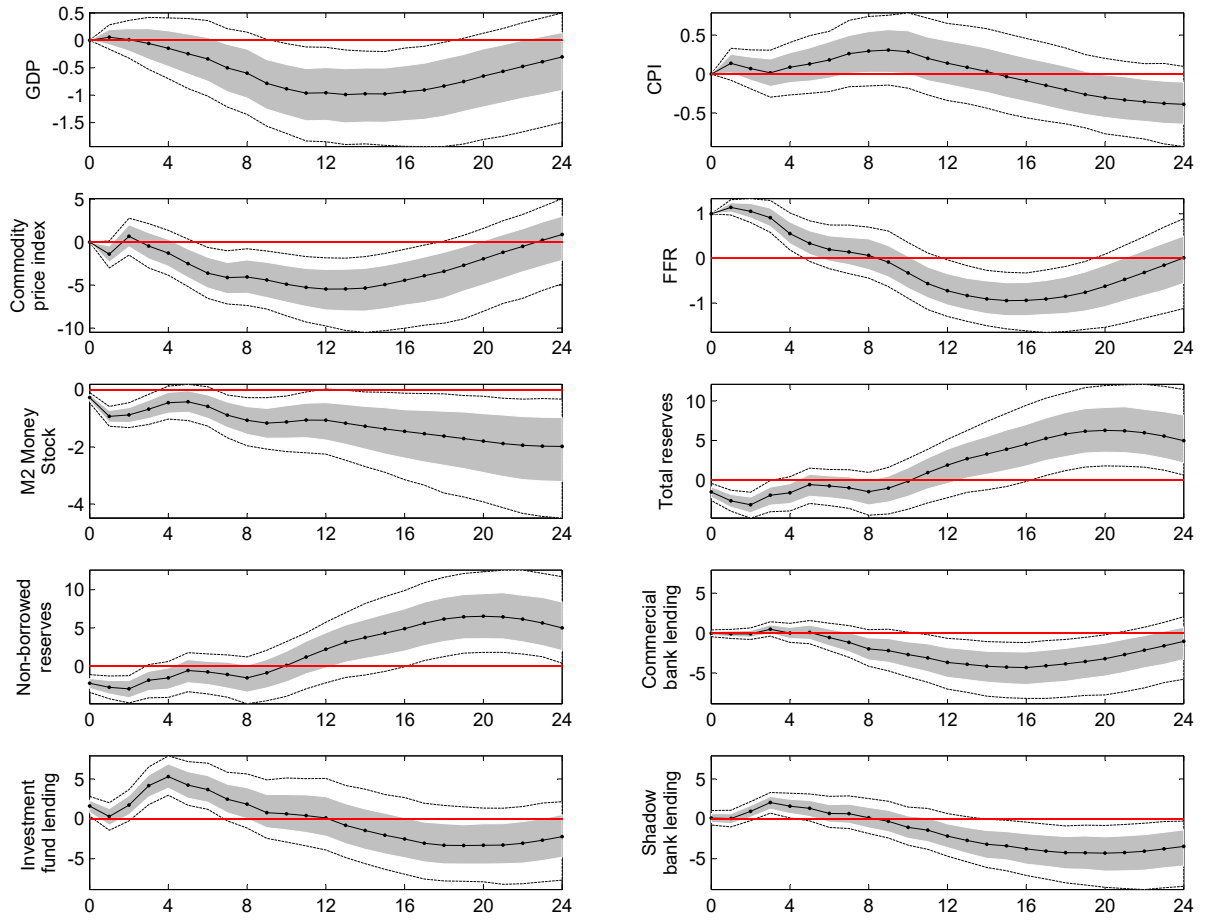 0.5
0
-0.5
-1
-1.5
GDP
0 4 8 12 16 20 24
0.5
0
-0.5
CPI
0 4 8 12 16 20 24
5
0
-5
-10
Commodity
price index
0 4 8 12 16 20 24
1
0
-1
FFR
0 4 8 12 16 20 24
0
-2
-4
M2 Money
Stock
0 4 8 12 16 20 24
10
5
0
Total reserves
0 4 8 12 16 20 24
10
5
0
Non-borrowed
reserves
0 4 8 12 16 20 24
5
0
-5
Commercial
bank lending
0 4 8 12 16 20 24
5
0
-5
Investment
fund lending
0 4 8 12 16 20 24
5
0
-5
Shadow
bank lending
0 4 8 12 16 20 24